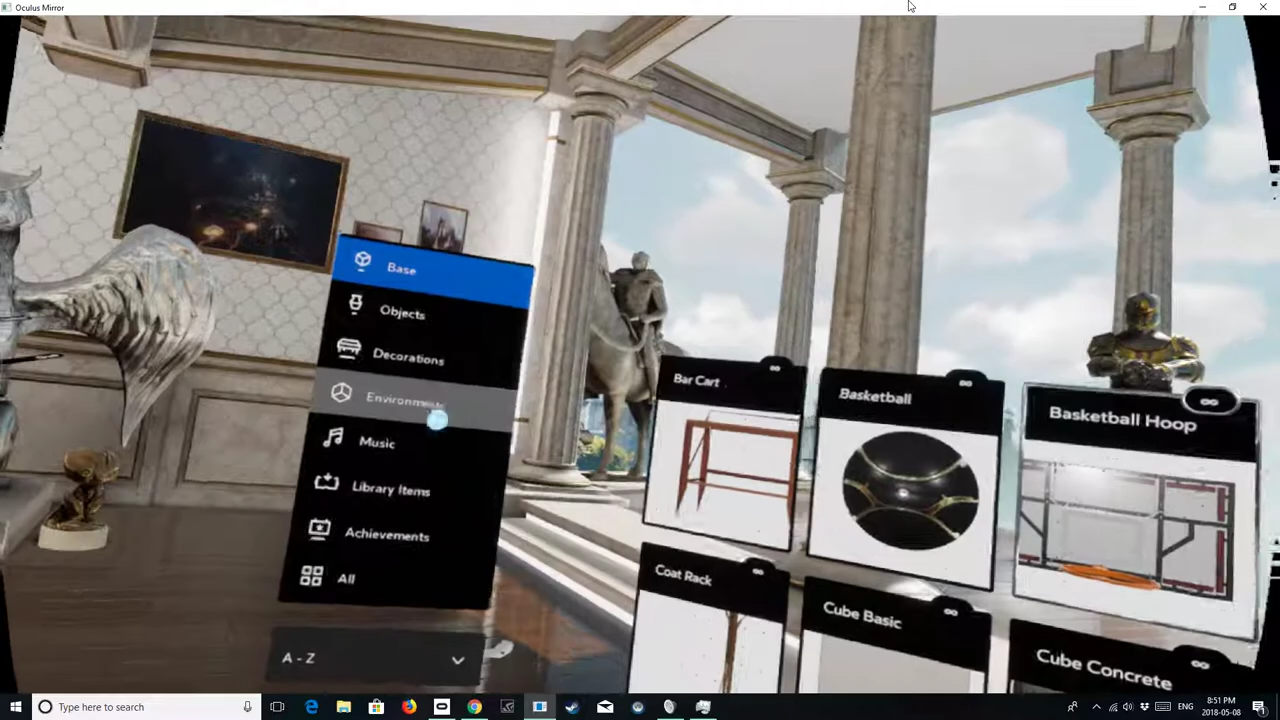 Oculus Mirror
Base
Objects
Decorations
Environments
Music
Library Items
Achievements
All
A - Z
Bar Cart
Basketball
Basketball Hoop
Coat Rack
Cube Basic
Cube Concrete
Type here to search
ENG
8:51 PM
2018-05-08